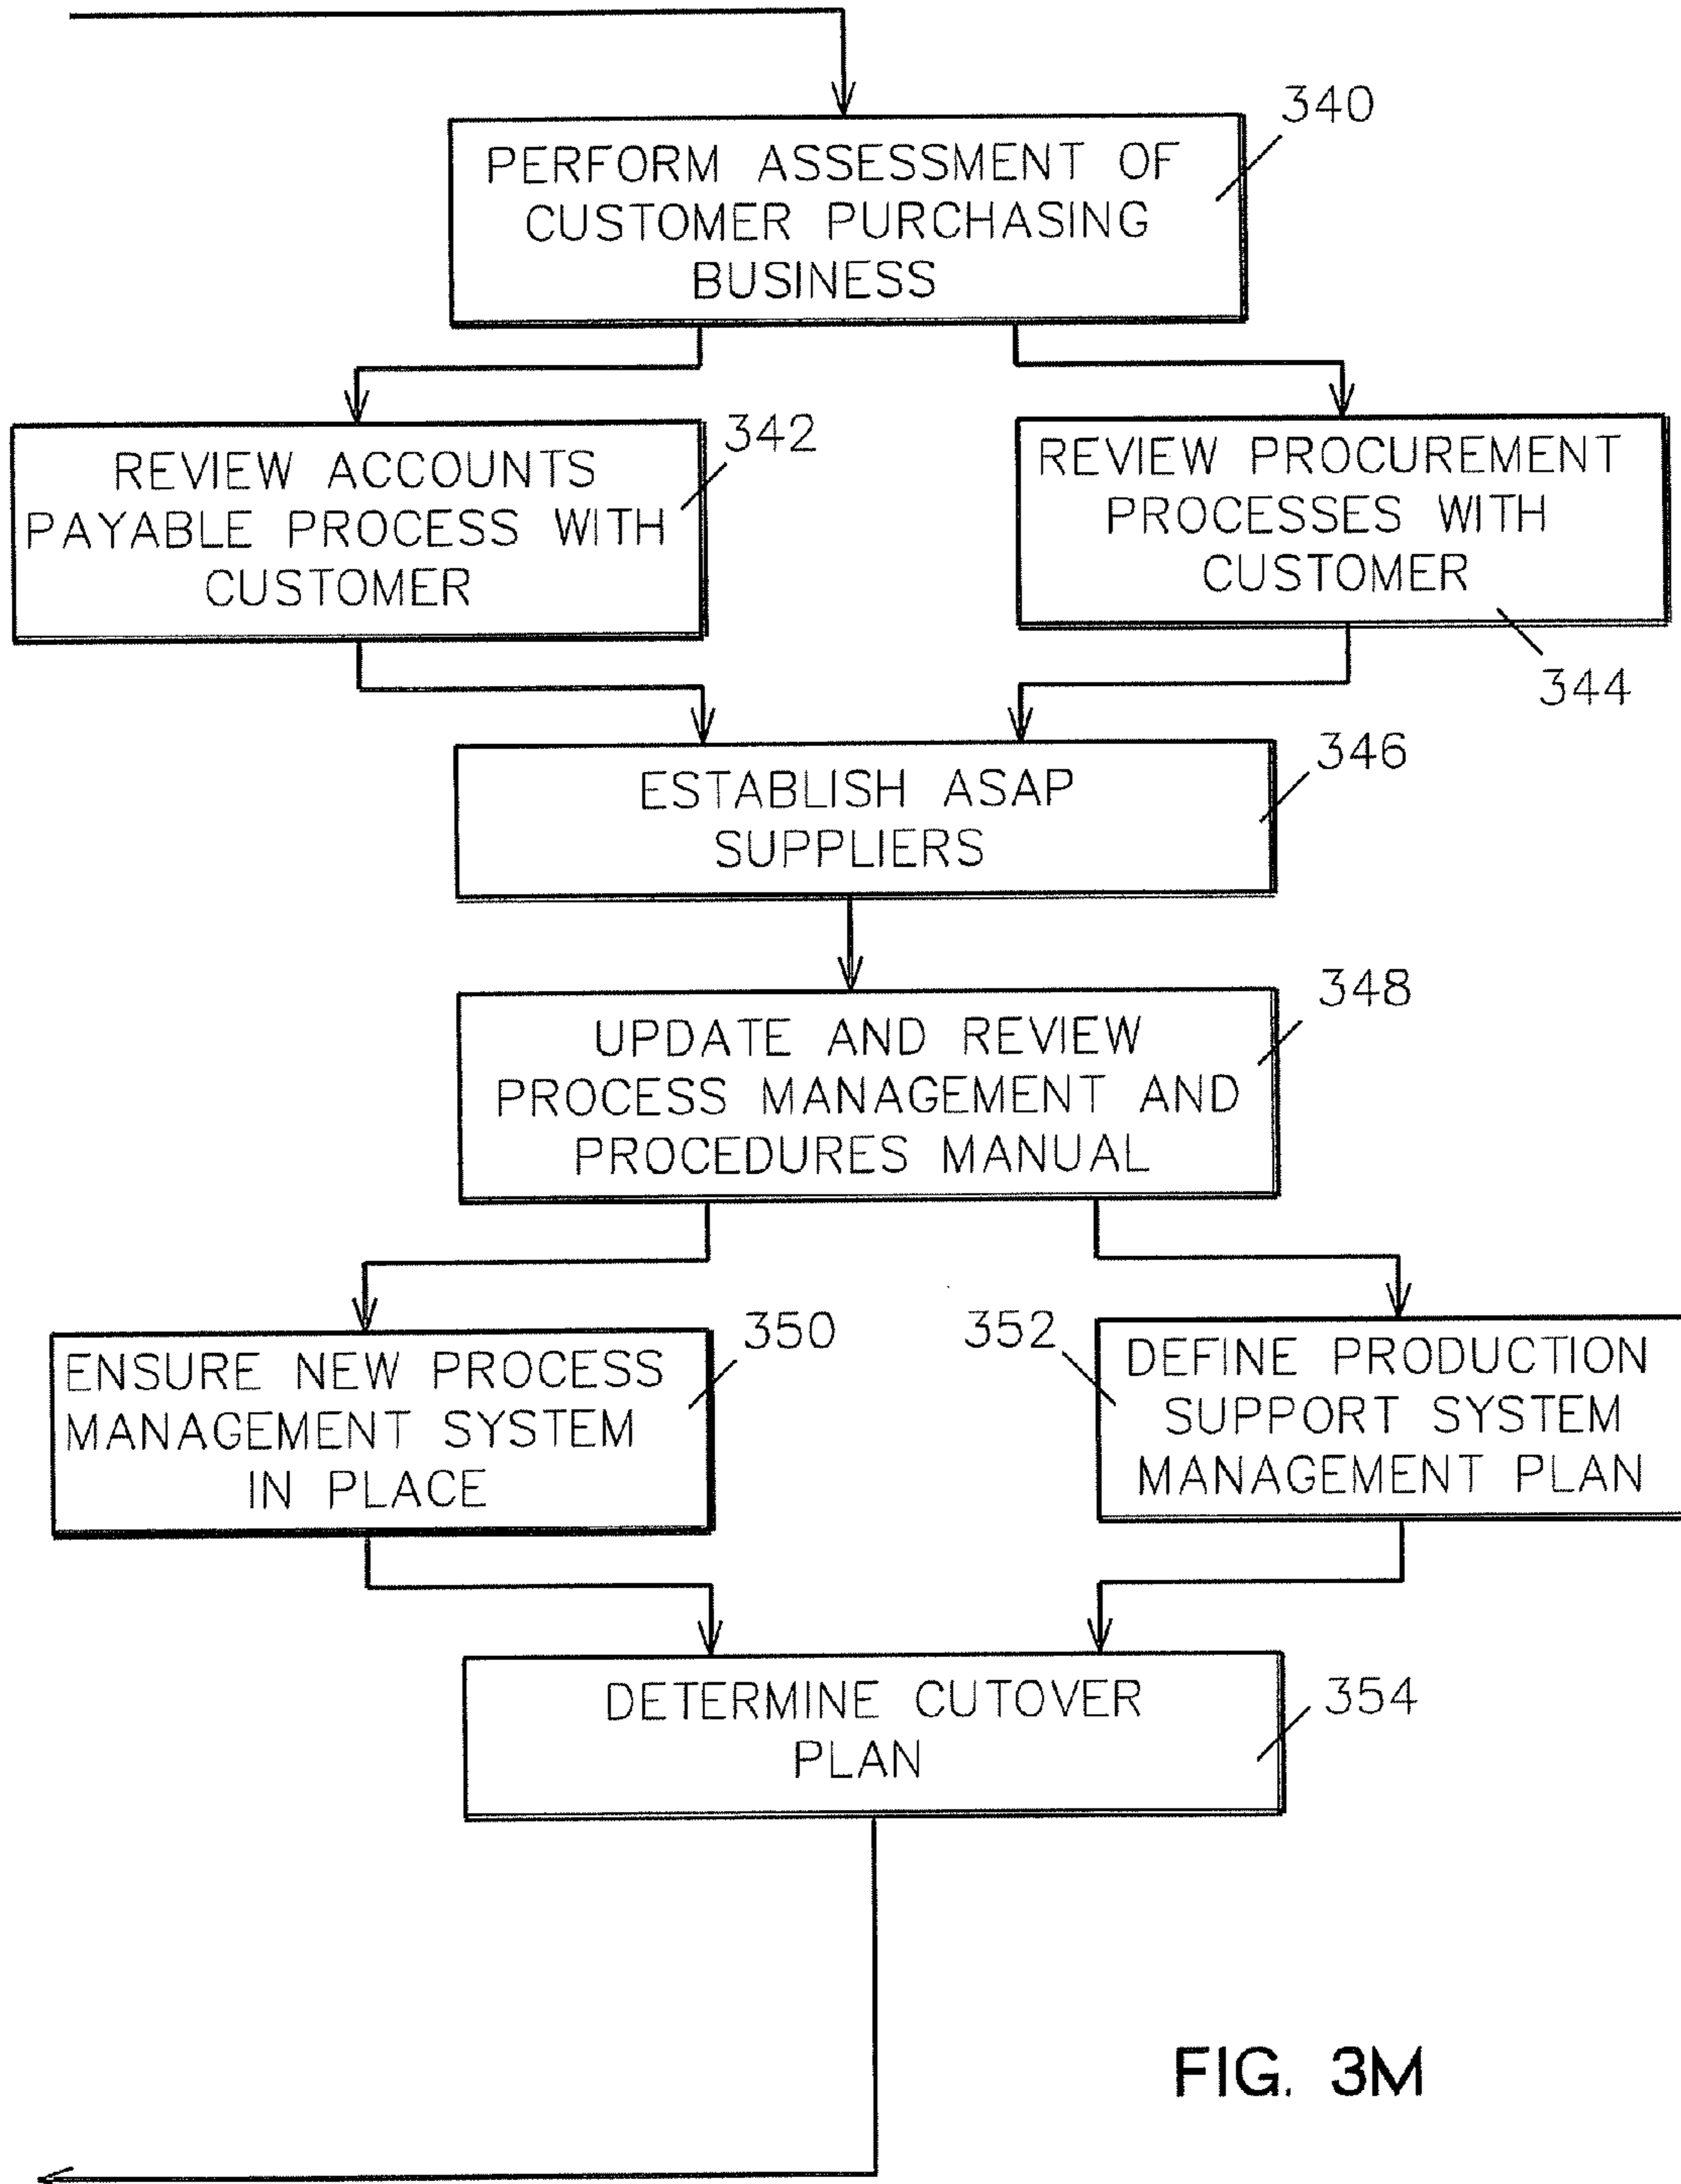 340
PERFORM ASSESSMENT OF
CUSTOMER PURCHASING
BUSINESS
342
REVIEW ACCOUNTS
PAYABLE PROCESS WITH
CUSTOMER
REVIEW PROCUREMENT
PROCESSES WITH
CUSTOMER
344
346
ESTABLISH ASAP
SUPPLIERS
348
UPDATE AND REVIEW
PROCESS MANAGEMENT AND
PROCEDURES MANUAL
350
ENSURE NEW PROCESS
MANAGEMENT SYSTEM
IN PLACE
352
DEFINE PRODUCTION
SUPPORT SYSTEM
MANAGEMENT PLAN
354
DETERMINE CUTOVER
PLAN
FIG. 3M